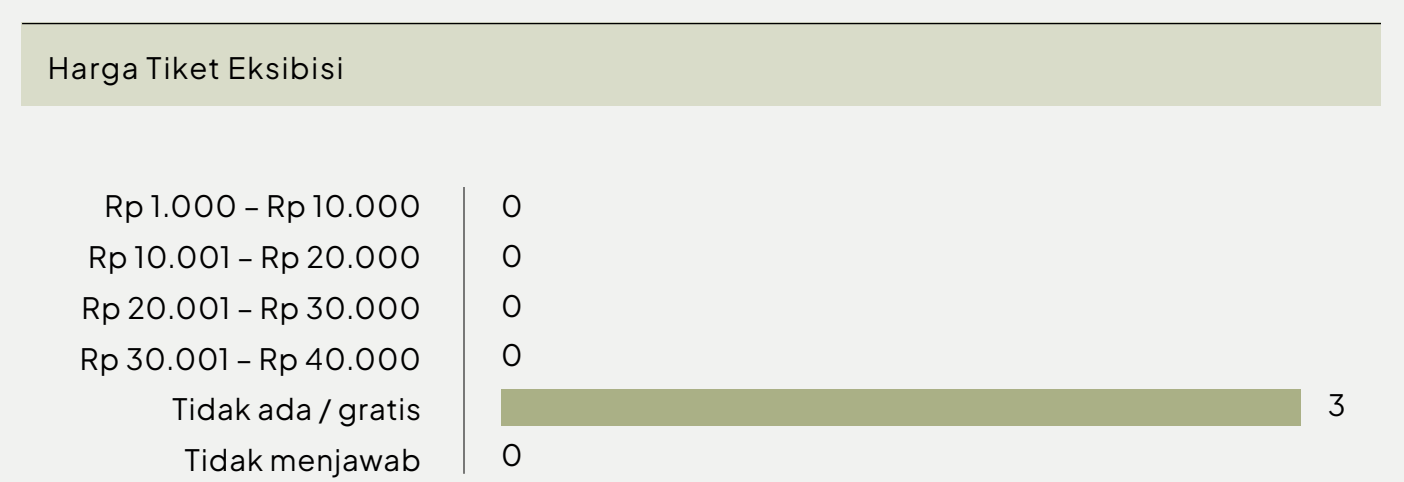 Harga Tiket Eksibisi
Rp 1.000 – Rp 10.000 0
Rp 10.001 – Rp 20.000 0
Rp 20.001 – Rp 30.000 0
Rp 30.001 – Rp 40.000 0
Tidak ada / gratis 3
Tidak menjawab 0